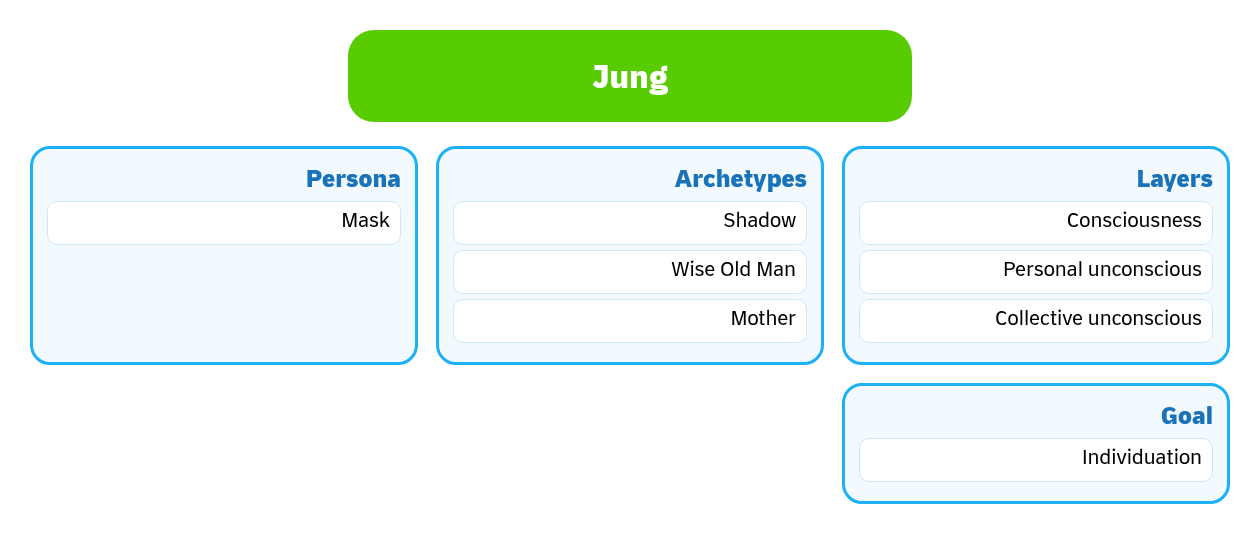 Jung
Layers
Consciousness
Personal unconscious
Collective unconscious
Archetypes
Shadow
Wise Old Man
Mother
Persona
Mask
Goal
Individuation